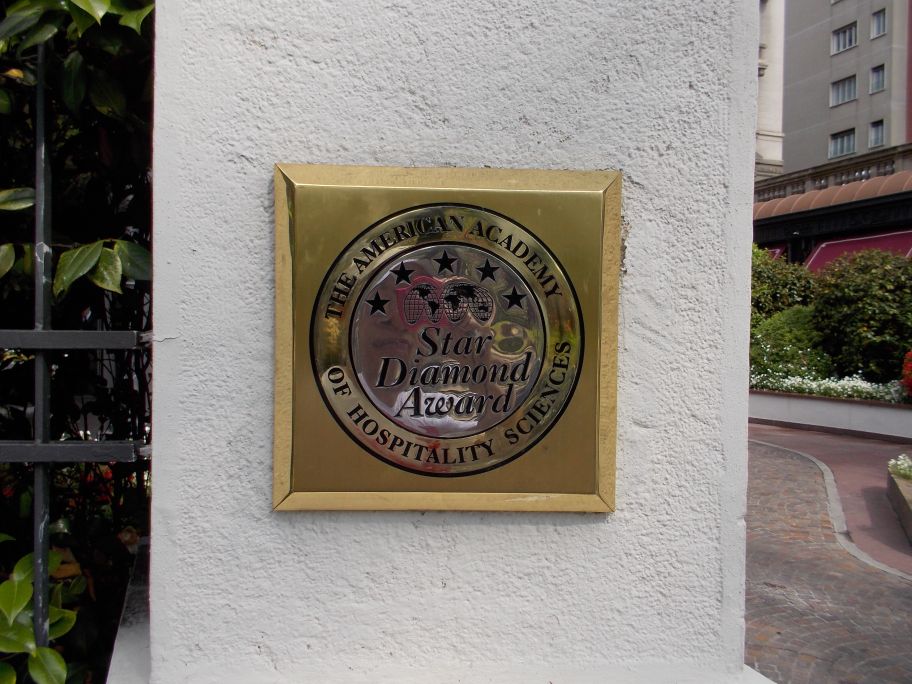 THE AMERICAN ACADEMY
OF HOSPITALITY SCIENCES
Star
Diamond
Award